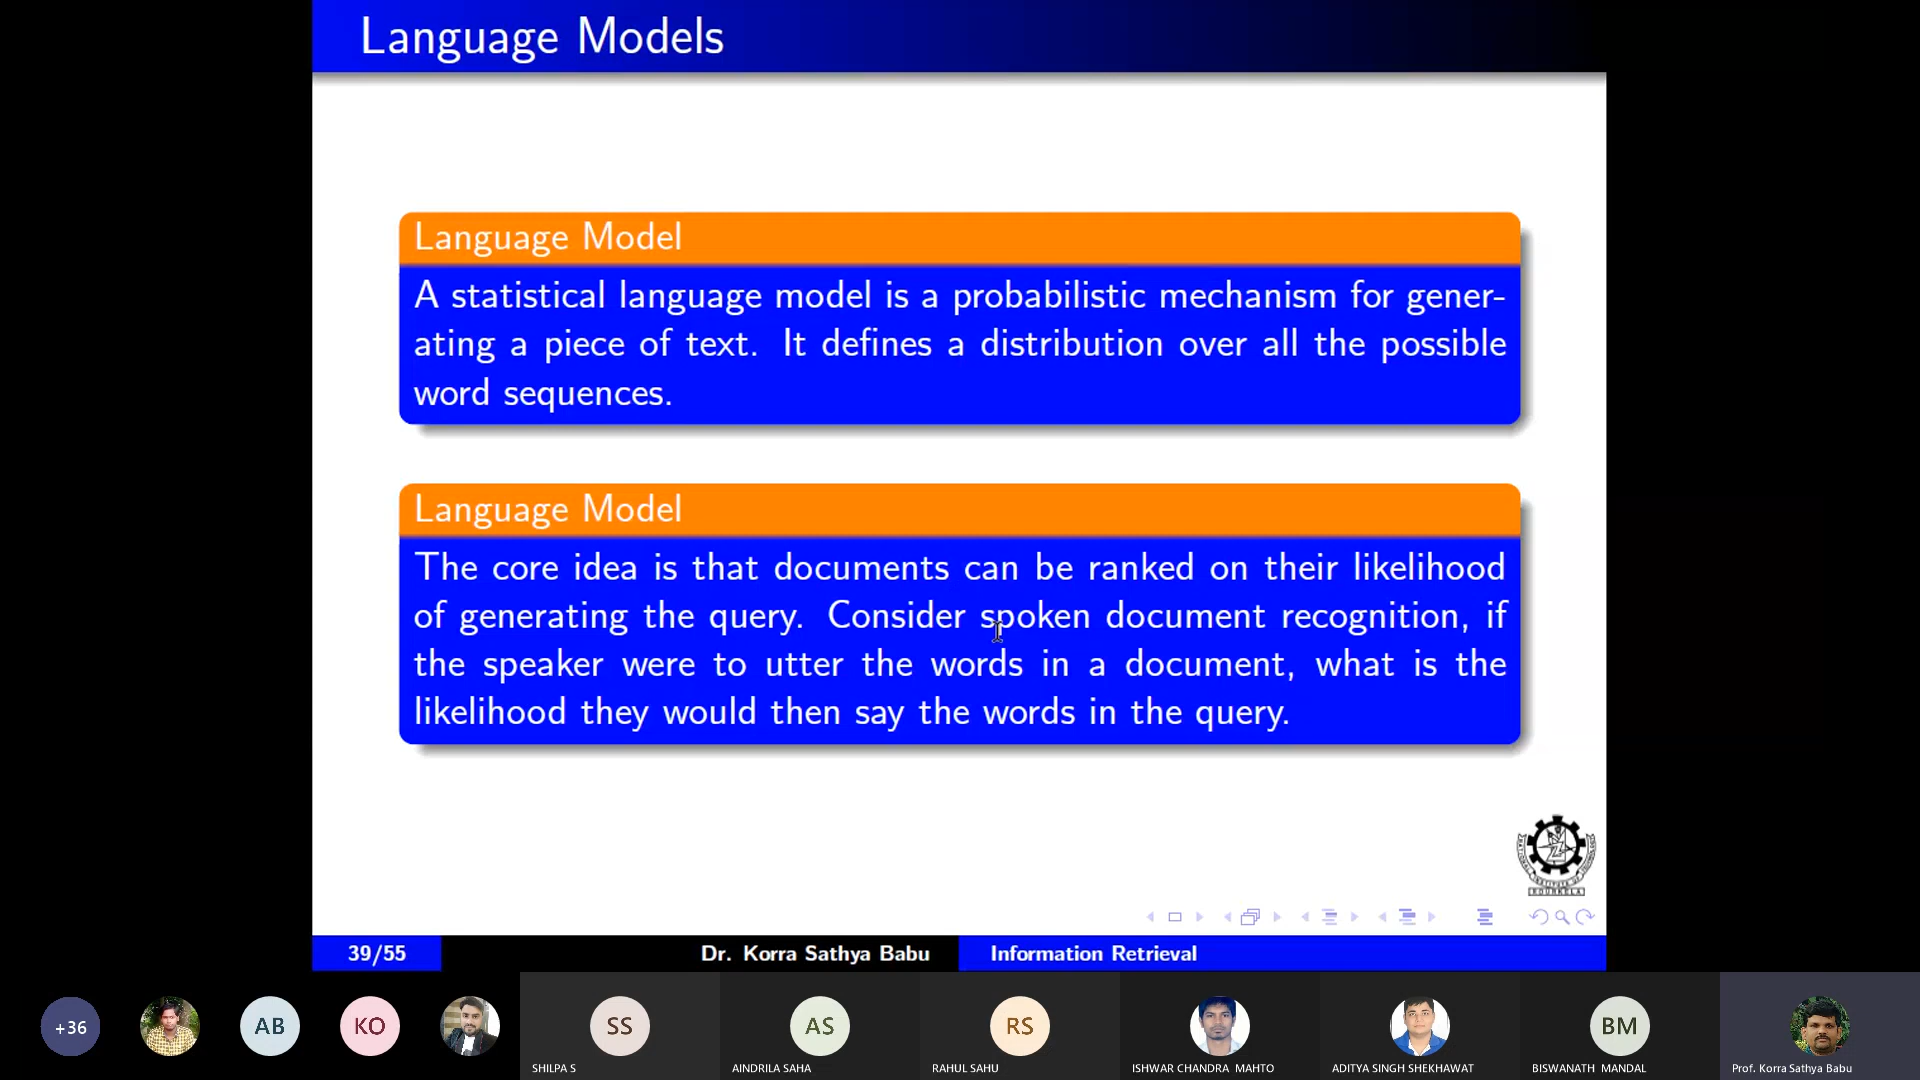 Language Models
Language Model
A statistical language model is a probabilistic mechanism for gener-
ating a piece of text. It defines a distribution over all the possible
word sequences.
Language Model
The core idea is that documents can be ranked on their likelihood
of generating the query. Consider spoken document recognition, if
the speaker were to utter the words in a document, what is the
likelihood they would then say the words in the query.
39/55
Dr. Korra Sathya Babu
Information Retrieval
+36
AB
KO
SS
AS
RS
BM
SHILPA S
AINDRILA SAHA
RAHUL SAHU
ISHWAR CHANDRA MAHTO
ADITYA SINGH SHEKHAWAT
BISWANATH MANDAL
Prof. Korra Sathya Babu